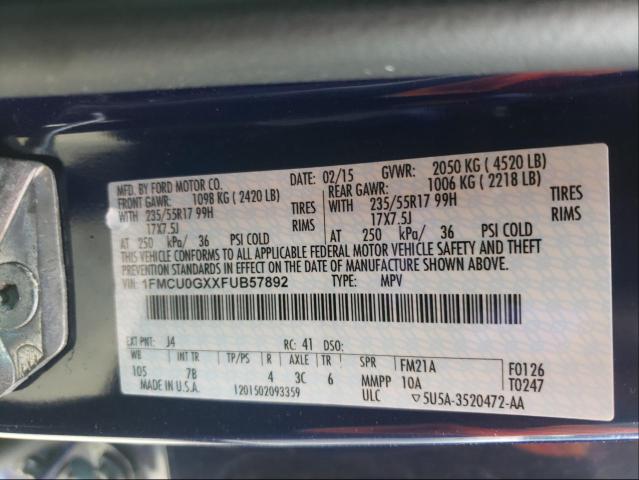 MFD. BY FORD MOTOR CO. DATE: 02/15 GVWR: 2050 KG ( 4520 LB)
FRONT GAWR: 1098 KG ( 2420 LB) REAR GAWR: 1006 KG ( 2218 LB)
WITH 235/55R17 99H TIRES WITH 235/55R17 99H TIRES
17X7.5J RIMS 17X7.5J RIMS
AT 250 kPa/ 36 PSI COLD AT 250 kPa/ 36 PSI COLD
THIS VEHICLE CONFORMS TO ALL APPLICABLE FEDERAL MOTOR VEHICLE SAFETY AND THEFT
PREVENTION STANDARDS IN EFFECT ON THE DATE OF MANUFACTURE SHOWN ABOVE.
VIN: 1FMCU0GXXFUB57892 TYPE: MPV
EXT PNT: J4 RC: 41 DSO:
WB INT TR TP/PS R AXLE TR SPR FM21A F0126
105 7B 4 3C 6 MMPP 10A T0247
MADE IN U.S.A. 1201502093359 ULC ▽5U5A-3520472-AA